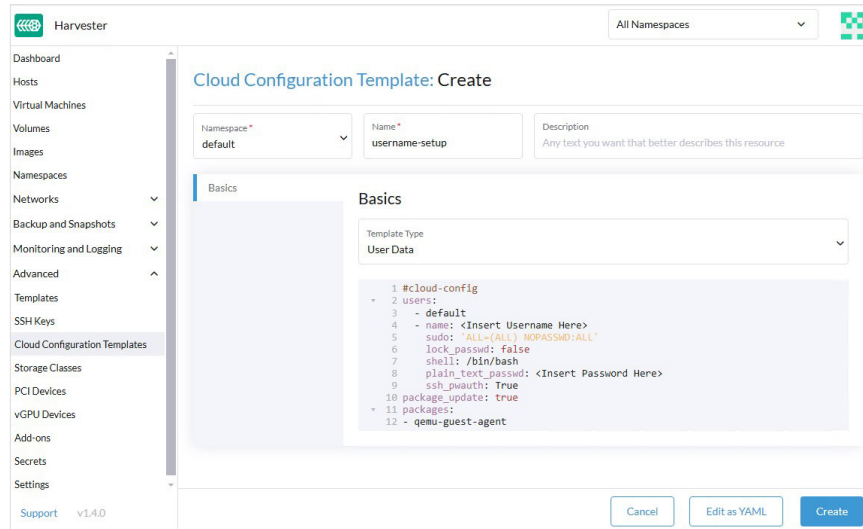 Harvester
All Namespaces
Dashboard
Hosts
Virtual Machines
Volumes
Images
Namespaces
Networks
Backup and Snapshots
Monitoring and Logging
Advanced
Templates
SSH Keys
Cloud Configuration Templates
Storage Classes
PCI Devices
vGPU Devices
Add-ons
Secrets
Settings
Support v1.4.0
Cloud Configuration Template: Create
Namespace *
default
Name *
username-setup
Description
Any text you want that better describes this resource
Basics
Basics
Template Type
User Data
1 #cloud-config
2 users:
3 - default
4 - name: <Insert Username Here>
5 sudo: 'ALL=(ALL) NOPASSWD:ALL'
6 lock_passwd: false
7 shell: /bin/bash
8 plain_text_passwd: <Insert Password Here>
9 ssh_pwauth: True
10 package_update: true
11 packages:
12 - qemu-guest-agent
Cancel
Edit as YAML
Create